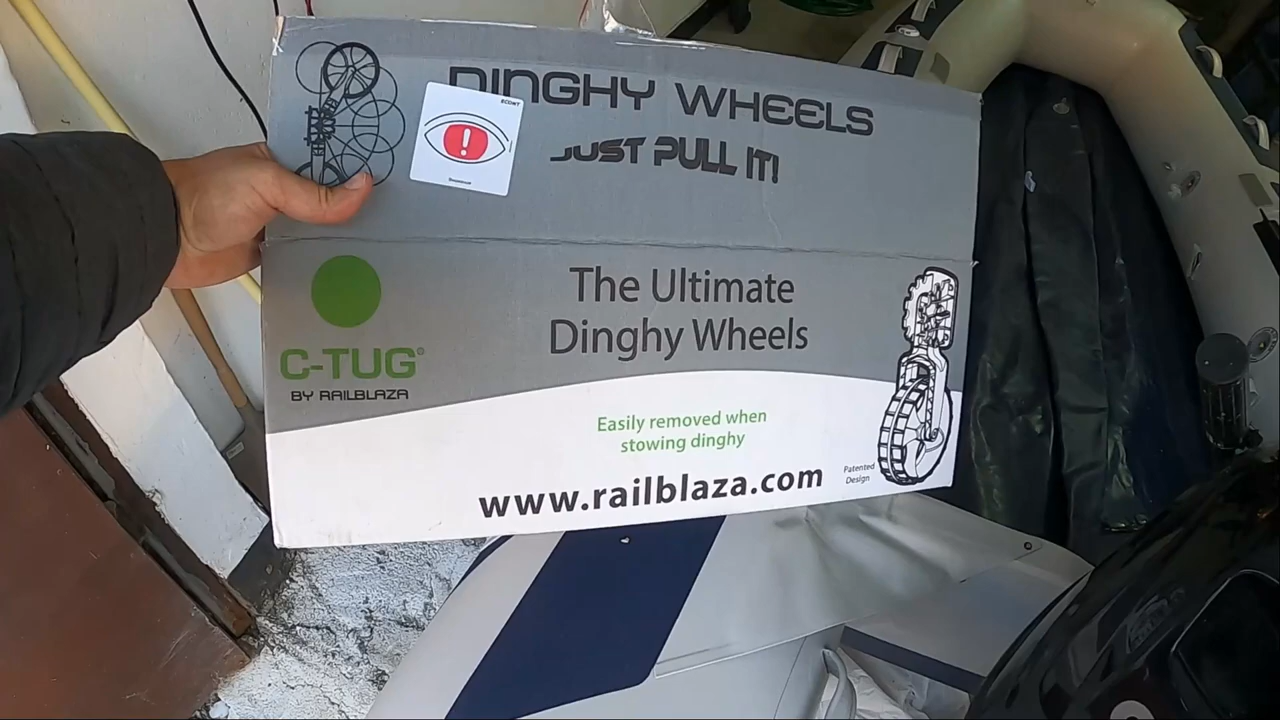 DINGHY WHEELS
JUST PULL IT!
ECONT
The Ultimate
Dinghy Wheels
C-TUG®
BY RAILBLAZA
Easily removed when
stowing dinghy
www.railblaza.com
Patented
Design